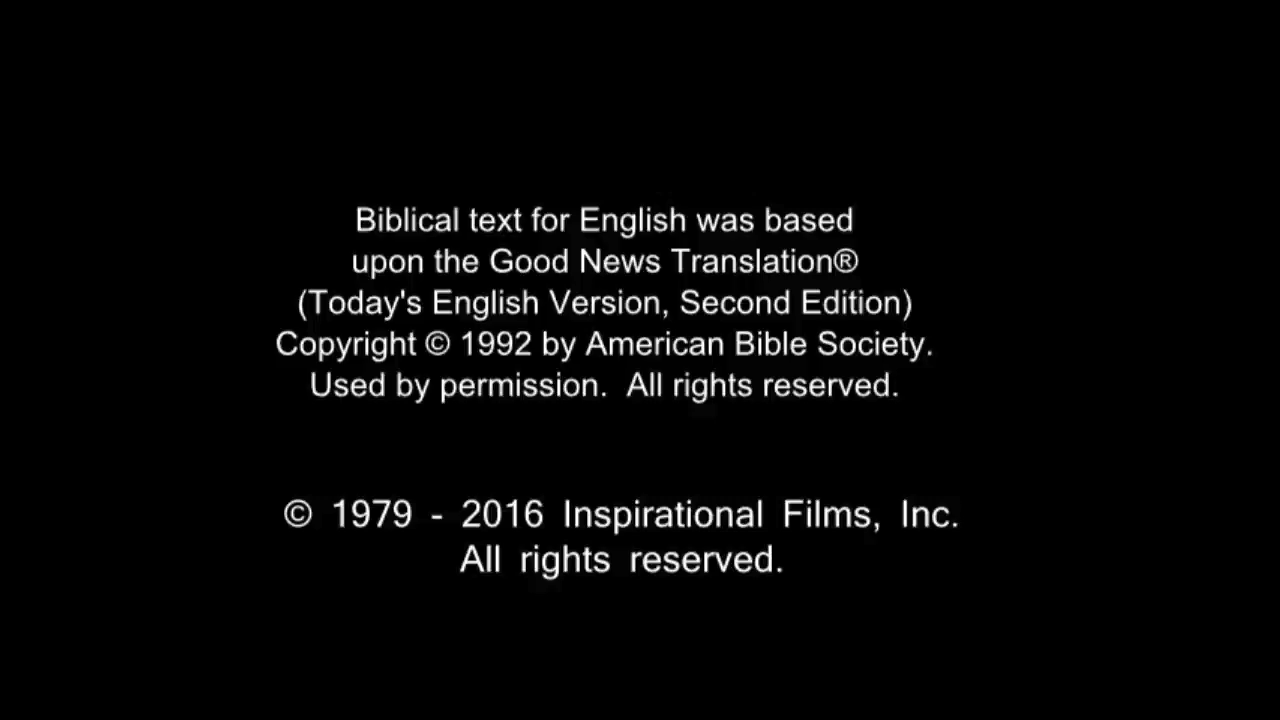 Biblical text for English was based
upon the Good News Translation®
(Today's English Version, Second Edition)
Copyright © 1992 by American Bible Society.
Used by permission.  All rights reserved.
© 1979 - 2016 Inspirational Films, Inc.
All rights reserved.